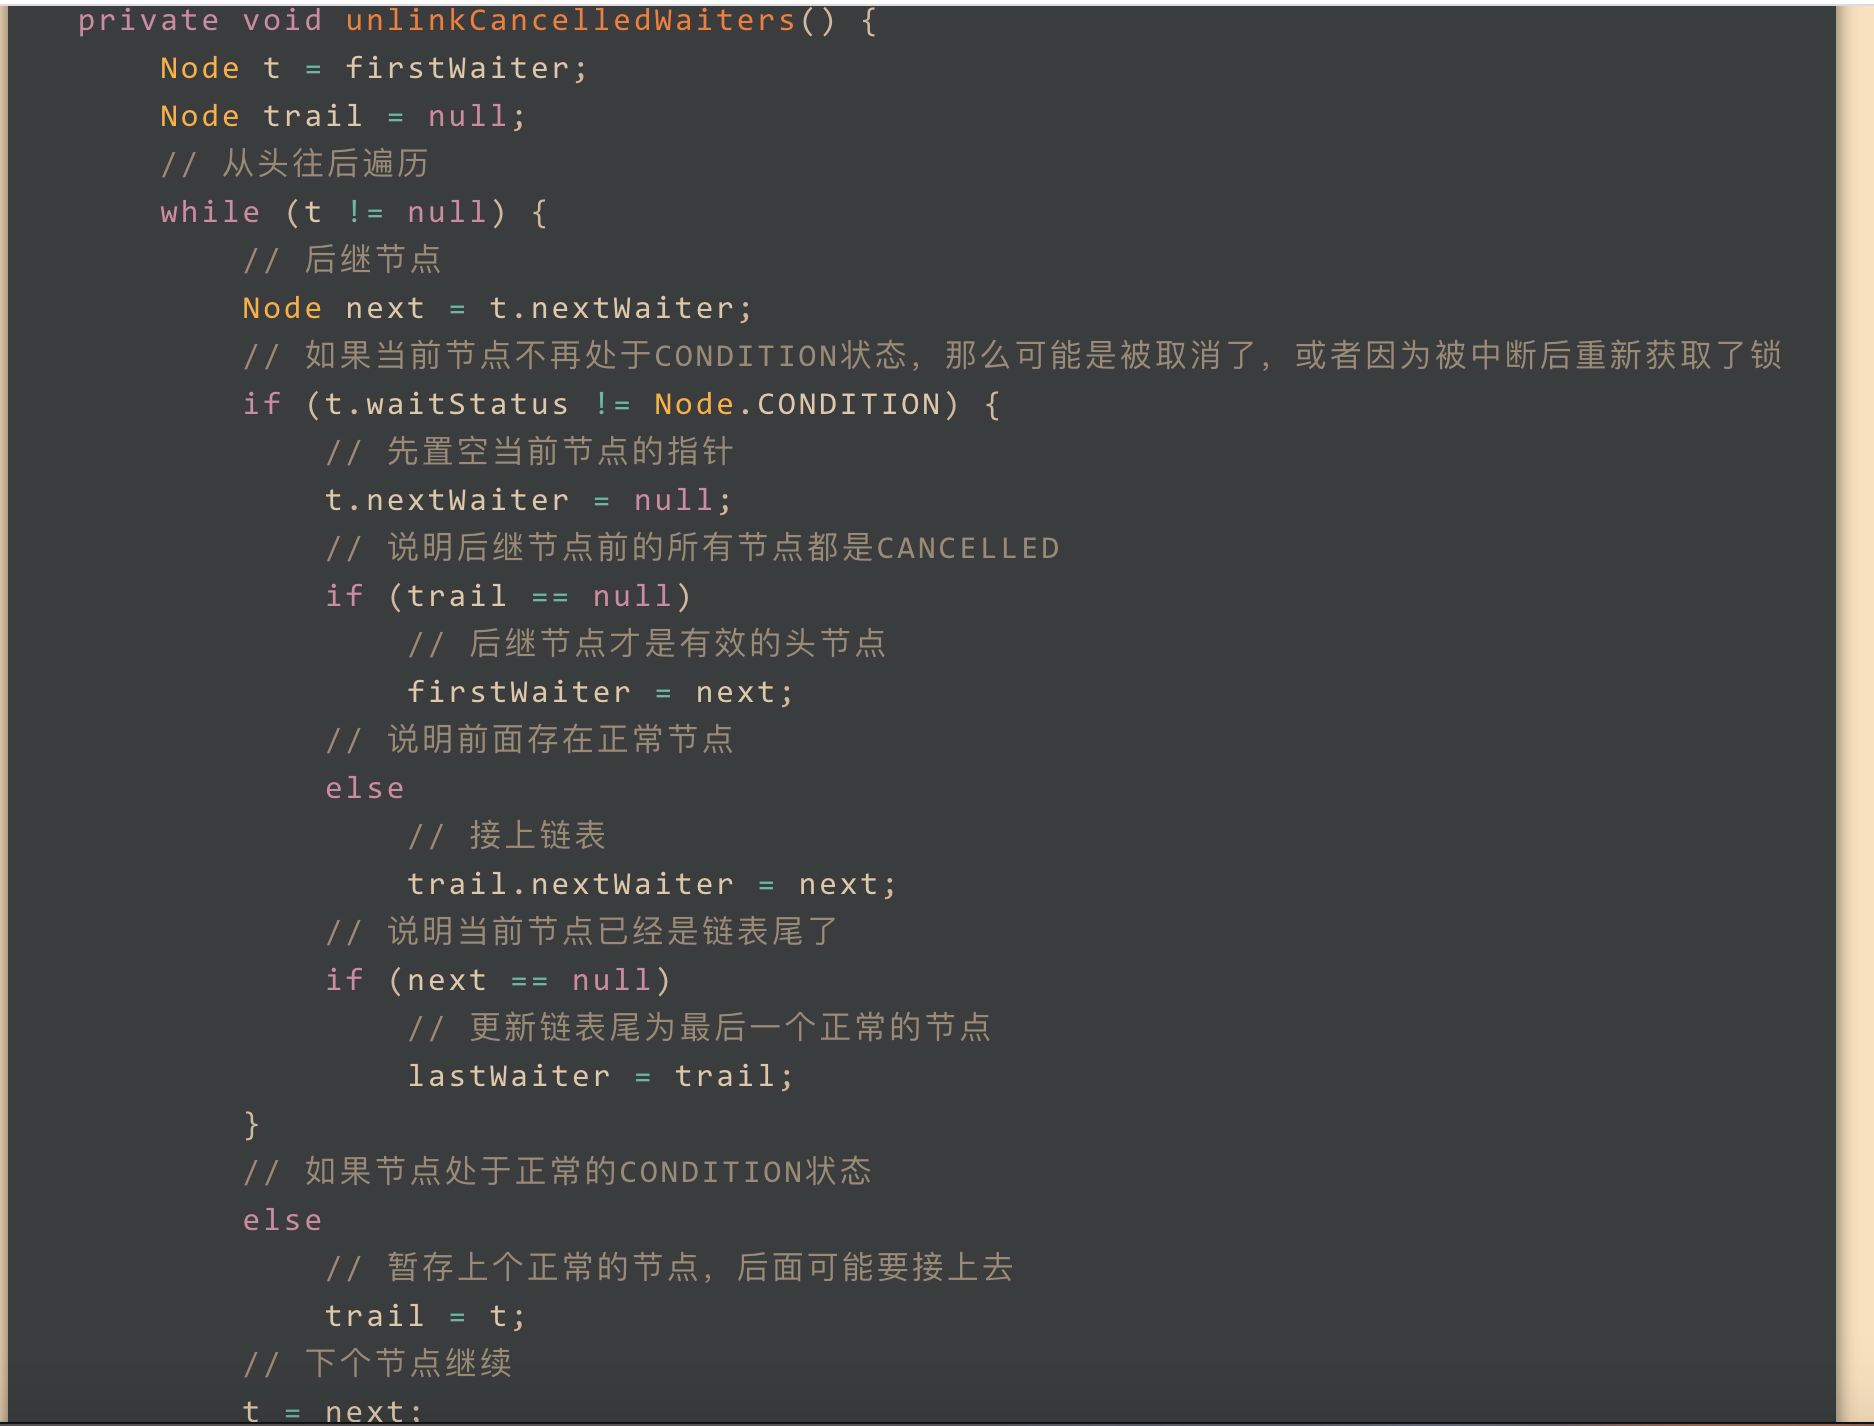 private void unlinkCancelledWaiters() {
Node t = firstWaiter;
Node trail = null;
// 从头往后遍历
while (t != null) {
// 后继节点
Node next = t.nextWaiter;
// 如果当前节点不再处于CONDITION状态，那么可能是被取消了，或者因为被中断后重新获取了锁
if (t.waitStatus != Node.CONDITION) {
// 先置空当前节点的指针
t.nextWaiter = null;
// 说明后继节点前的所有节点都是CANCELLED
if (trail == null)
// 后继节点才是有效的头节点
firstWaiter = next;
// 说明前面存在正常节点
else
// 接上链表
trail.nextWaiter = next;
// 说明当前节点已经是链表尾了
if (next == null)
// 更新链表尾为最后一个正常的节点
lastWaiter = trail;
}
// 如果节点处于正常的CONDITION状态
else
// 暂存上个正常的节点，后面可能要接上去
trail = t;
// 下个节点继续
t = next;